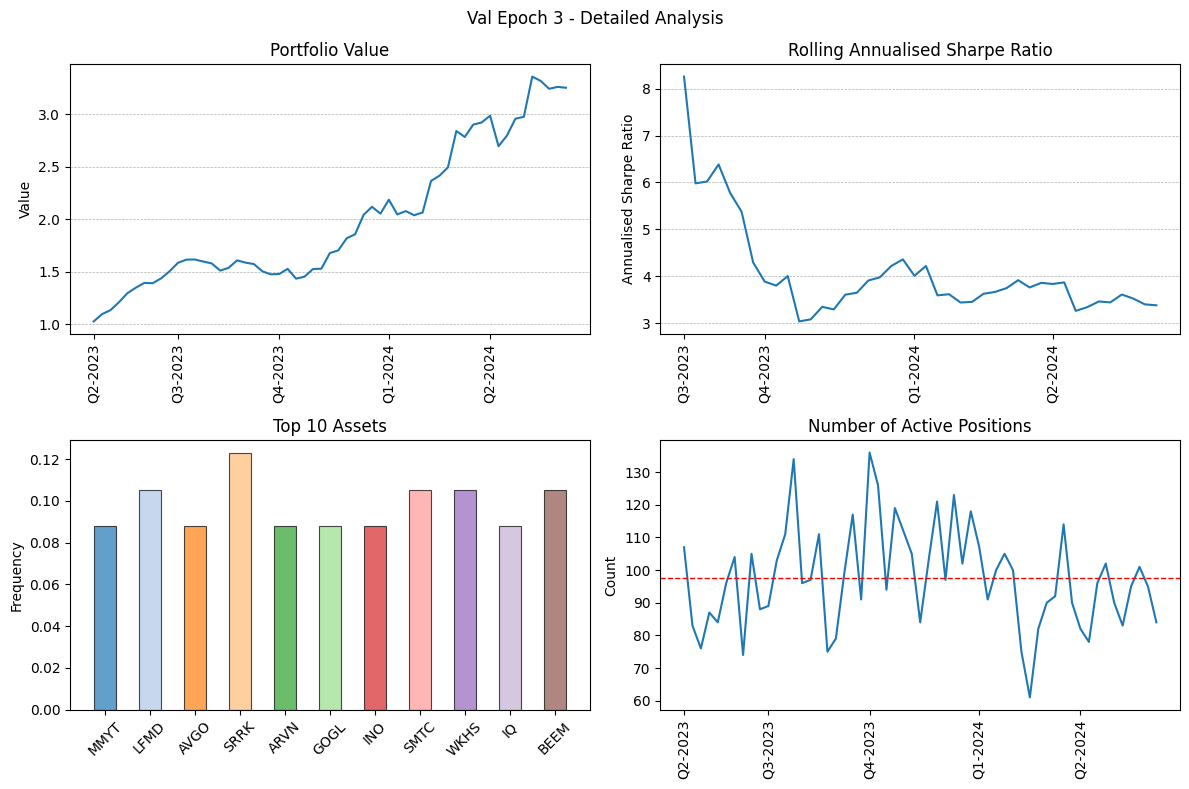 Val Epoch 3 - Detailed Analysis
Portfolio Value
Value
3.0
2.5
2.0
1.5
1.0
Q2-2023
Q3-2023
Q4-2023
Q1-2024
Q2-2024
Rolling Annualised Sharpe Ratio
Annualised Sharpe Ratio
8
7
6
5
4
3
Q3-2023
Q4-2023
Q1-2024
Q2-2024
Top 10 Assets
Frequency
0.12
0.10
0.08
0.06
0.04
0.02
0.00
MMYT
LFMD
AVGO
SRRK
ARVN
GOGL
INO
SMTC
WKHS
IQ
BEEM
Number of Active Positions
Count
130
120
110
100
90
80
70
60
Q2-2023
Q3-2023
Q4-2023
Q1-2024
Q2-2024